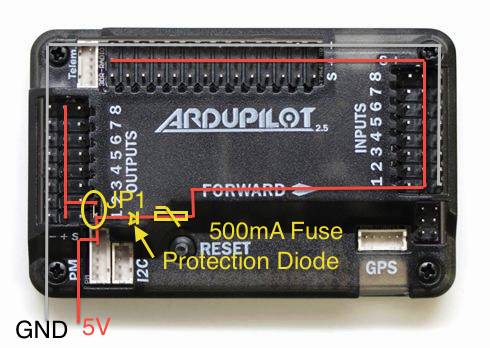 Telem
S
ARDUPILOT 2.5
OUTPUTS
1 2 3 4 5 6 7 8
INPUTS
1 2 3 4 5 6 7 8
JP1
FORWARD
500mA Fuse
Protection Diode
RESET
- + S
PM
I2C
GPS
GND 5V